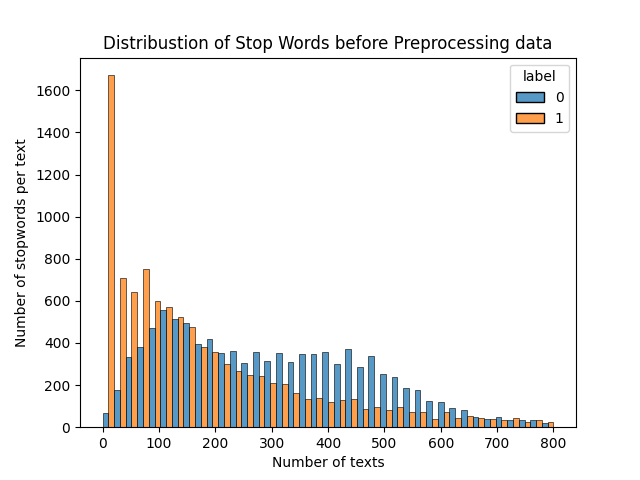 Distribustion of Stop Words before Preprocessing data
label
0
1
1600
1400
1200
1000
800
600
400
200
0
Number of stopwords per text
0 100 200 300 400 500 600 700 800
Number of texts